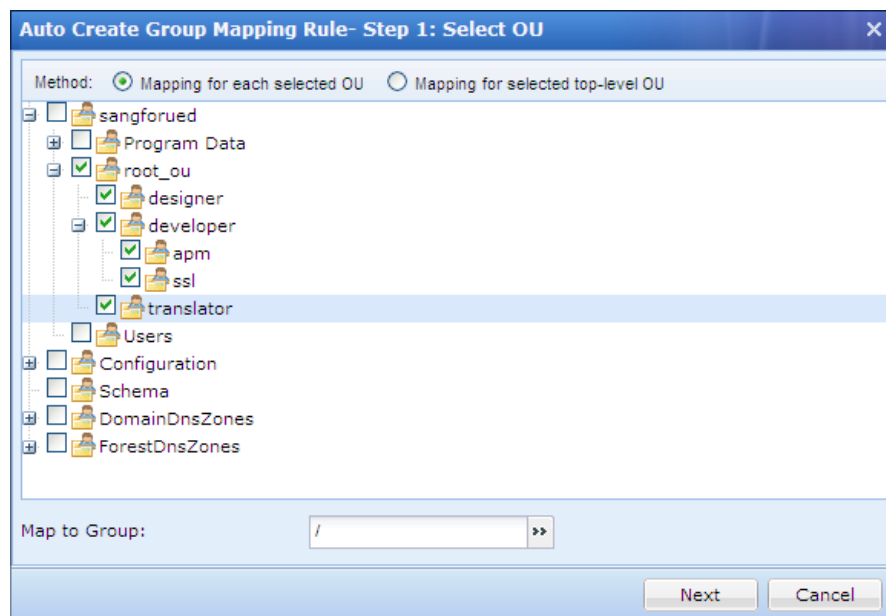 Auto Create Group Mapping Rule- Step 1: Select OU
Method: Mapping for each selected OU Mapping for selected top-level OU
sangforued
Program Data
root_ou
designer
developer
apm
ssl
translator
Users
Configuration
Schema
DomainDnsZones
ForestDnsZones
Map to Group: /
Next Cancel